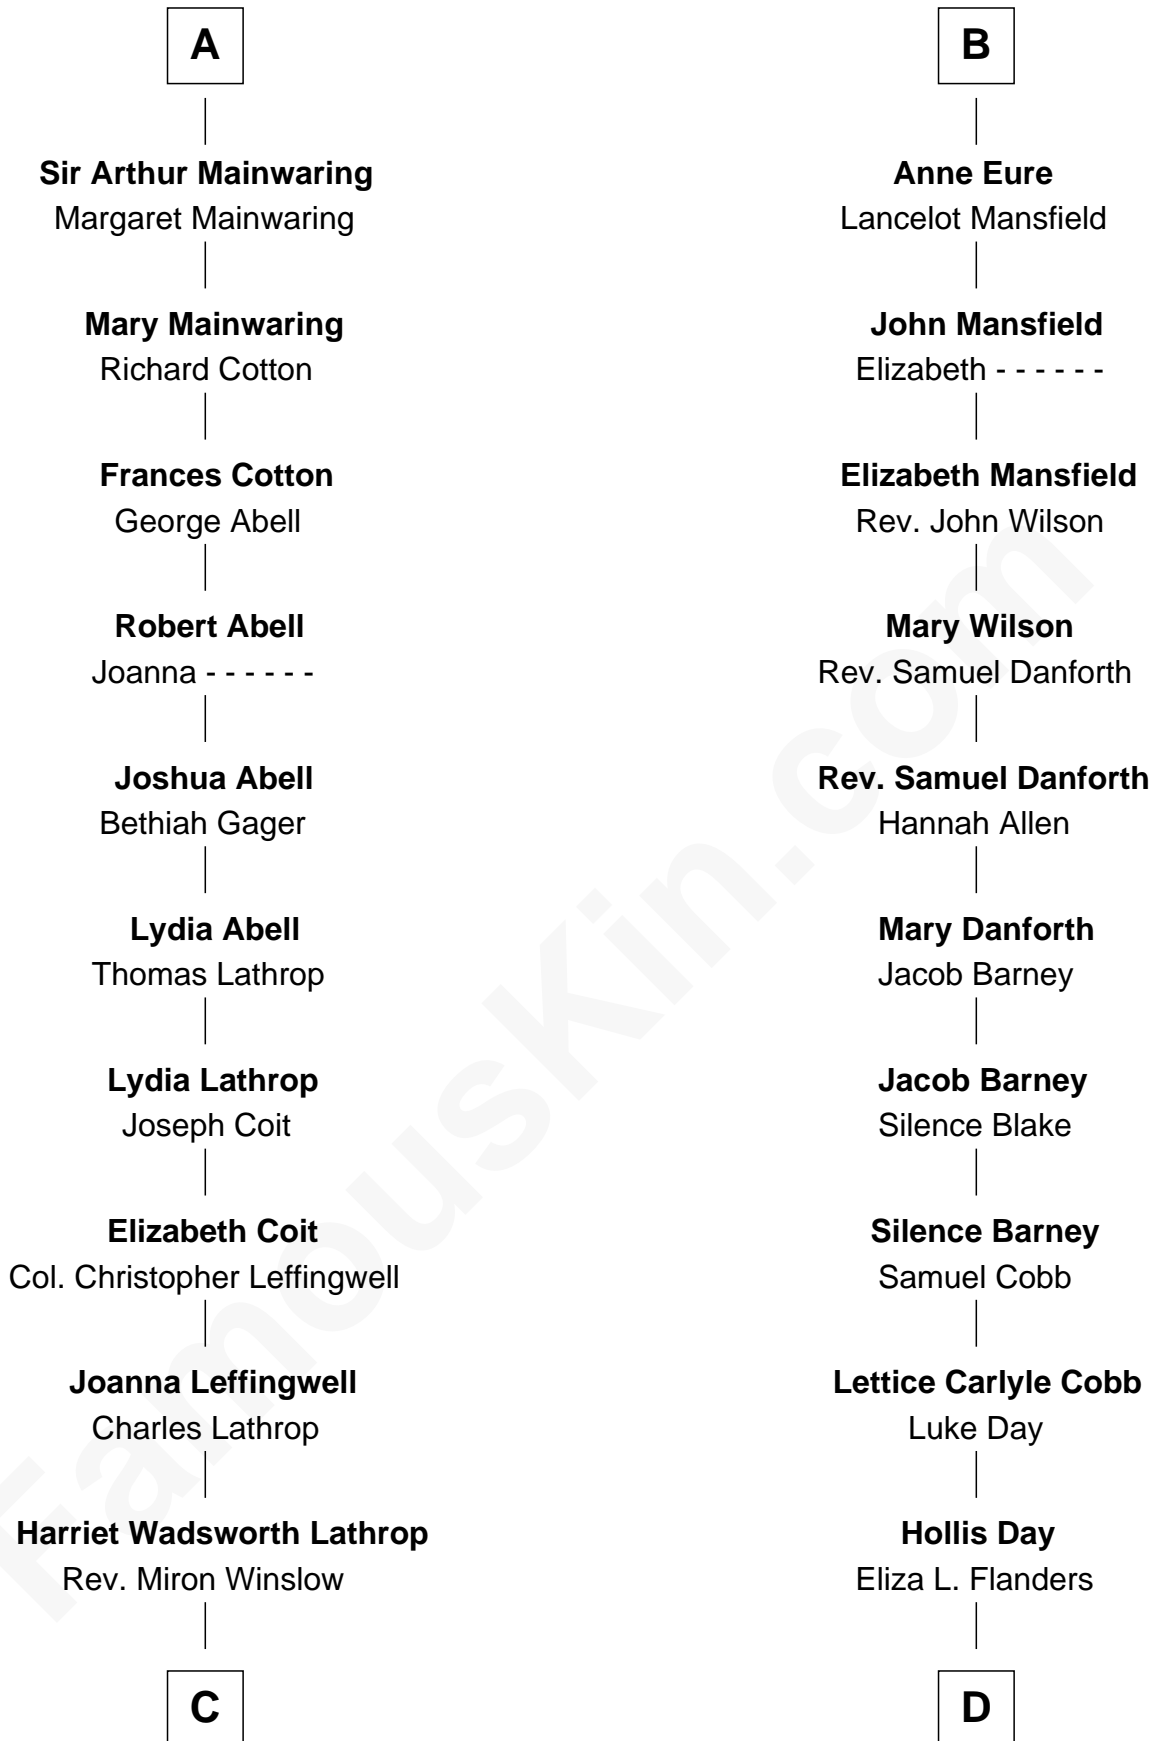 A
Sir Arthur Mainwaring
Margaret Mainwaring
Mary Mainwaring
Richard Cotton
Frances Cotton
George Abell
Robert Abell
Joanna - - - - - -
Joshua Abell
Bethiah Gager
Lydia Abell
Thomas Lathrop
Lydia Lathrop
Joseph Coit
Elizabeth Coit
Col. Christopher Leffingwell
Joanna Leffingwell
Charles Lathrop
Harriet Wadsworth Lathrop
Rev. Miron Winslow
C
B
Anne Eure
Lancelot Mansfield
John Mansfield
Elizabeth - - - - - -
Elizabeth Mansfield
Rev. John Wilson
Mary Wilson
Rev. Samuel Danforth
Rev. Samuel Danforth
Hannah Allen
Mary Danforth
Jacob Barney
Jacob Barney
Silence Blake
Silence Barney
Samuel Cobb
Lettice Carlyle Cobb
Luke Day
Hollis Day
Eliza L. Flanders
D
FamousKin.com